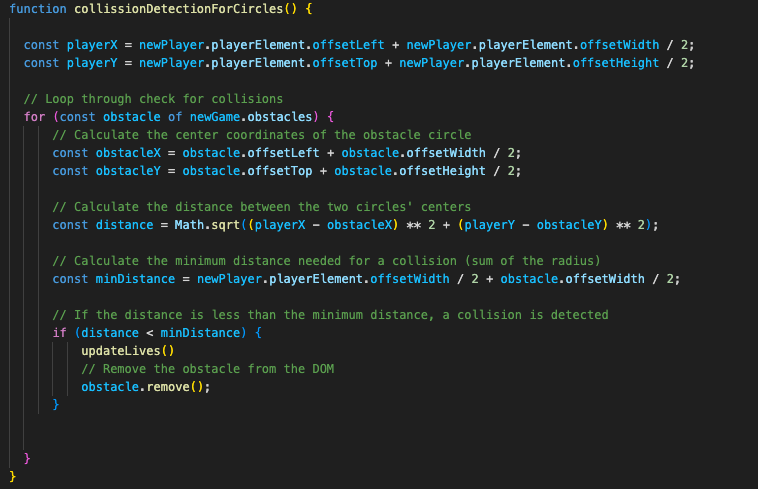 function collissionDetectionForCircles() {
const playerX = newPlayer.playerElement.offsetLeft + newPlayer.playerElement.offsetWidth / 2;
const playerY = newPlayer.playerElement.offsetTop + newPlayer.playerElement.offsetHeight / 2;
// Loop through check for collisions
for (const obstacle of newGame.obstacles) {
// Calculate the center coordinates of the obstacle circle
const obstacleX = obstacle.offsetLeft + obstacle.offsetWidth / 2;
const obstacleY = obstacle.offsetTop + obstacle.offsetHeight / 2;
// Calculate the distance between the two circles' centers
const distance = Math.sqrt((playerX - obstacleX) ** 2 + (playerY - obstacleY) ** 2);
// Calculate the minimum distance needed for a collision (sum of the radius)
const minDistance = newPlayer.playerElement.offsetWidth / 2 + obstacle.offsetWidth / 2;
// If the distance is less than the minimum distance, a collision is detected
if (distance < minDistance) {
updateLives()
// Remove the obstacle from the DOM
obstacle.remove();
}
}
}